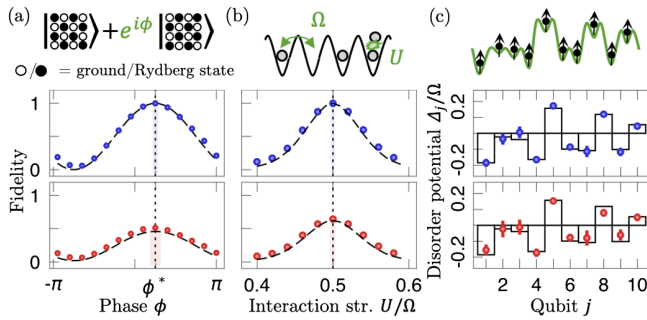 (a)
+ e^{iϕ}
○/● = ground/Rydberg state
(b)
Ω
U
(c)
Fidelity
1
0
1
0
-π
ϕ*
π
Phase ϕ
0.4
0.5
0.6
Interaction str. U/Ω
Disorder potential Δ_j/Ω
0.2
-0.2
0.2
-0.2
2
4
6
8
10
Qubit j